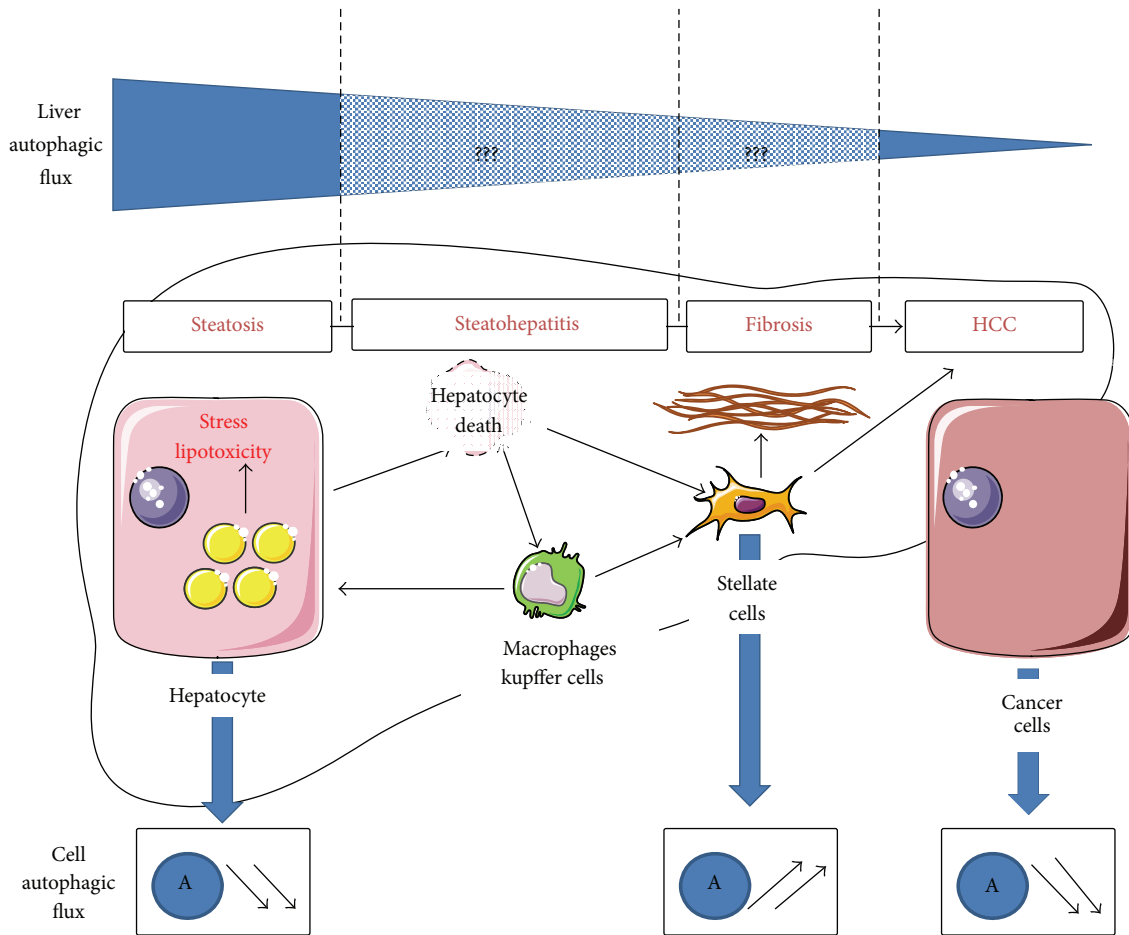 Liver
autophagic
flux
???
???
Steatosis
Steatohepatitis
Fibrosis
HCC
Stress
lipotoxicity
Hepatocyte
death
Macrophages
kupffer cells
Stellate
cells
Hepatocyte
Cancer
cells
Cell
autophagic
flux
A
A
A